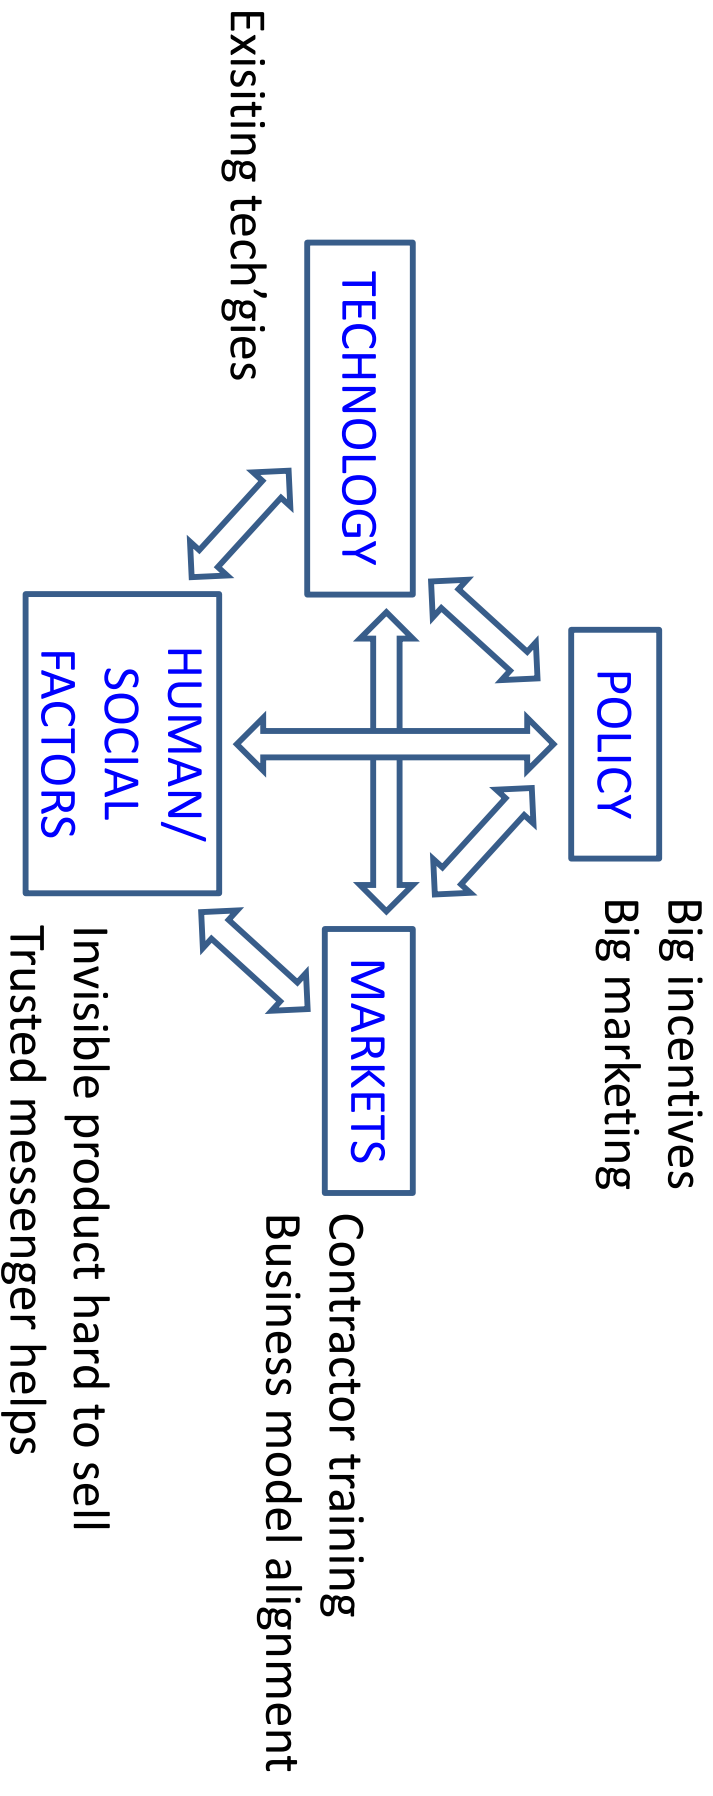 Big incentives
POLICY
Big marketing
TECHNOLOGY
MARKETS
Contractor training
Business model alignment
Exisiting tech’gies
HUMAN/
SOCIAL
FACTORS
Invisible product hard to sell
Trusted messenger helps